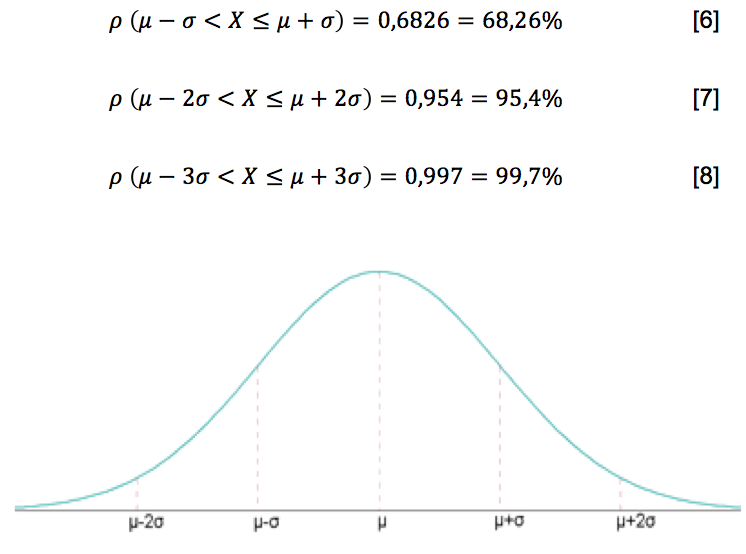 ρ (μ − σ < X ≤ μ + σ) = 0,6826 = 68,26% [6]
ρ (μ − 2σ < X ≤ μ + 2σ) = 0,954 = 95,4% [7]
ρ (μ − 3σ < X ≤ μ + 3σ) = 0,997 = 99,7% [8]
μ-2σ μ-σ μ μ+σ μ+2σ